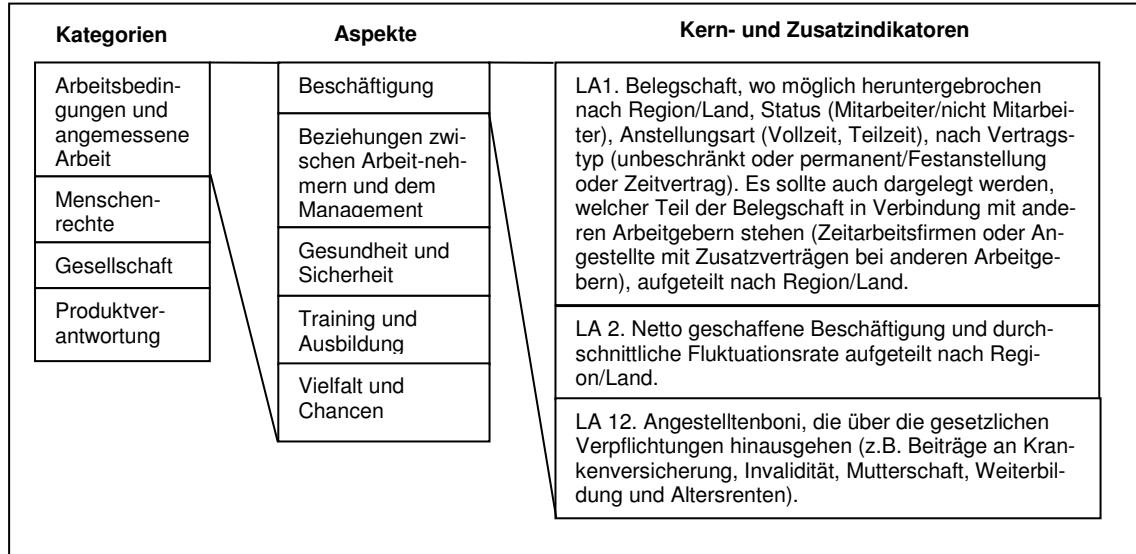 Kategorien
Aspekte
Kern- und Zusatzindikatoren
Arbeitsbedin-
gungen und
angemessene
Arbeit
Menschen-
rechte
Gesellschaft
Produktver-
antwortung
Beschäftigung
Beziehungen zwi-
schen Arbeit-neh-
mern und dem
Management
Gesundheit und
Sicherheit
Training und
Ausbildung
Vielfalt und
Chancen
LA1. Belegschaft, wo möglich heruntergebrochen
nach Region/Land, Status (Mitarbeiter/nicht Mitarbei-
ter), Anstellungsart (Vollzeit, Teilzeit), nach Vertrags-
typ (unbeschränkt oder permanent/Festanstellung
oder Zeitvertrag). Es sollte auch dargelegt werden,
welcher Teil der Belegschaft in Verbindung mit ande-
ren Arbeitgebern stehen (Zeitarbeitsfirmen oder An-
gestellte mit Zusatzverträgen bei anderen Arbeitge-
bern), aufgeteilt nach Region/Land.
LA 2. Netto geschaffene Beschäftigung und durch-
schnittliche Fluktuationsrate aufgeteilt nach Regi-
on/Land.
LA 12. Angestelltenboni, die über die gesetzlichen
Verpflichtungen hinausgehen (z.B. Beiträge an Kran-
kenversicherung, Invalidität, Mutterschaft, Weiterbil-
dung und Altersrenten).